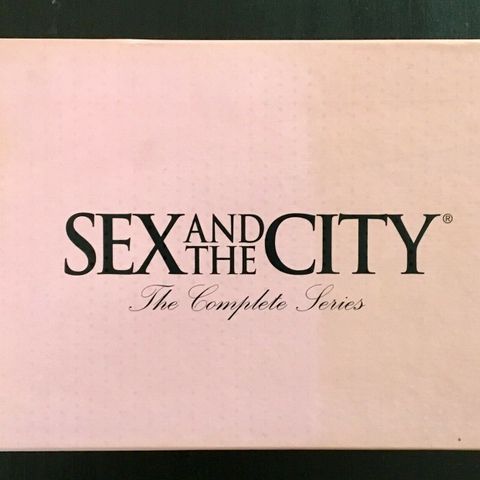 SEX AND THE CITY®
The Complete Series